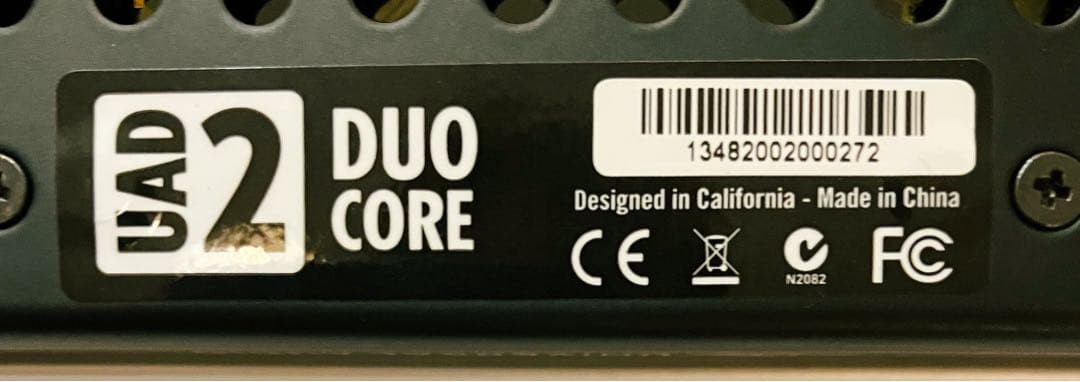 UAD 2
DUO
CORE
13482002000272
Designed in California - Made in China
CE
N2082
FC